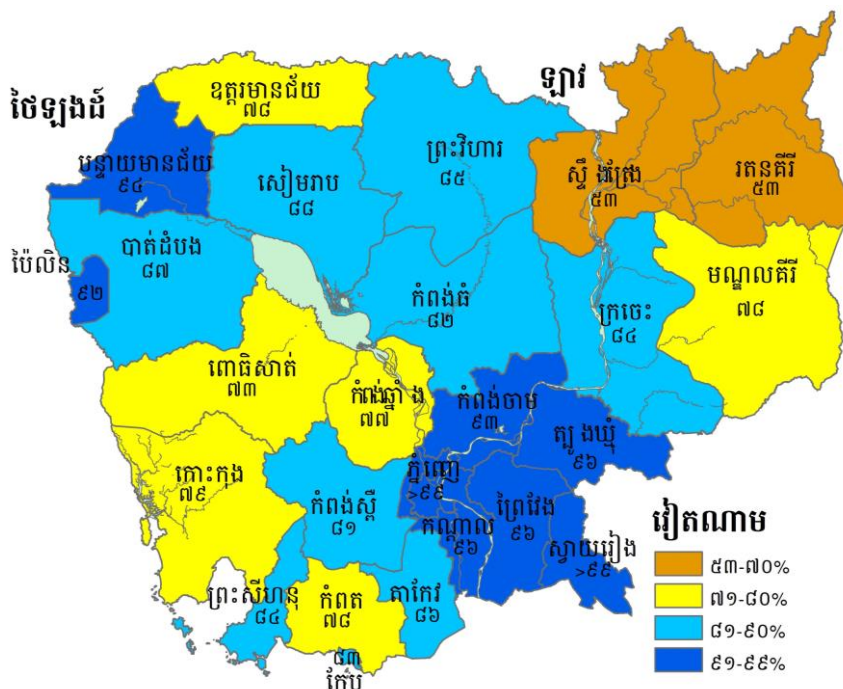 ឧត្តរមានជ័យ
៧៨
ឡាវ
ថៃឡងដ៍
បន្ទាយមានជ័យ
៩៤
សៀមរាប
៨៨
ព្រះវិហារ
៨៥
ស្ទឹងត្រែង
៥៣
រតនគីរី
៥៣
ប៉ៃលិន
៩២
បាត់ដំបង
៨៧
កំពង់ធំ
៨២
ក្រចេះ
៨៤
មណ្ឌលគីរី
៧៨
ពោធិសាត់
៧៣
កំពង់ឆ្នាំង
៧៧
កំពង់ចាម
៩៣
ត្បូងឃ្មុំ
៩៦
កោះកុង
៧៩
កំពង់ស្ពឺ
៨១
ភ្នំពេញ
>៩៩
កណ្តាល
៩៦
ព្រៃវែង
៩៦
ស្វាយរៀង
>៩៩
ព្រះសីហនុ
៨៤
កំពត
៧៨
តាកែវ
៨៦
៨៣
កែប
វៀតណាម
៥៣-៧០%
៧១-៨០%
៨១-៩០%
៩១-៩៩%